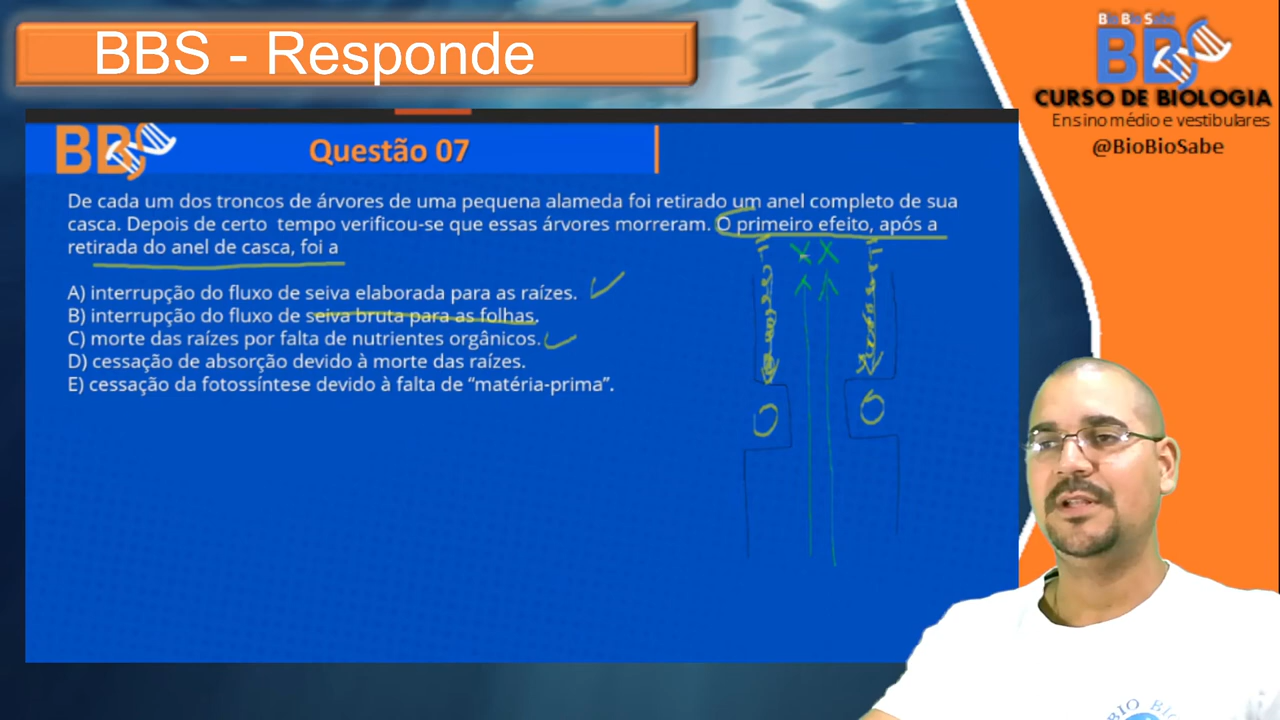 BBS - Responde
Bio Bio Sabe
BBS
CURSO DE BIOLOGIA
Ensino médio e vestibulares
@BioBioSabe
BBS
Questão 07
De cada um dos troncos de árvores de uma pequena alameda foi retirado um anel completo de sua
casca. Depois de certo tempo verificou-se que essas árvores morreram. O primeiro efeito, após a
retirada do anel de casca, foi a
A) interrupção do fluxo de seiva elaborada para as raízes.
B) interrupção do fluxo de seiva bruta para as folhas.
C) morte das raízes por falta de nutrientes orgânicos.
D) cessação de absorção devido à morte das raízes.
E) cessação da fotossíntese devido à falta de “matéria-prima”.
X X
BIO